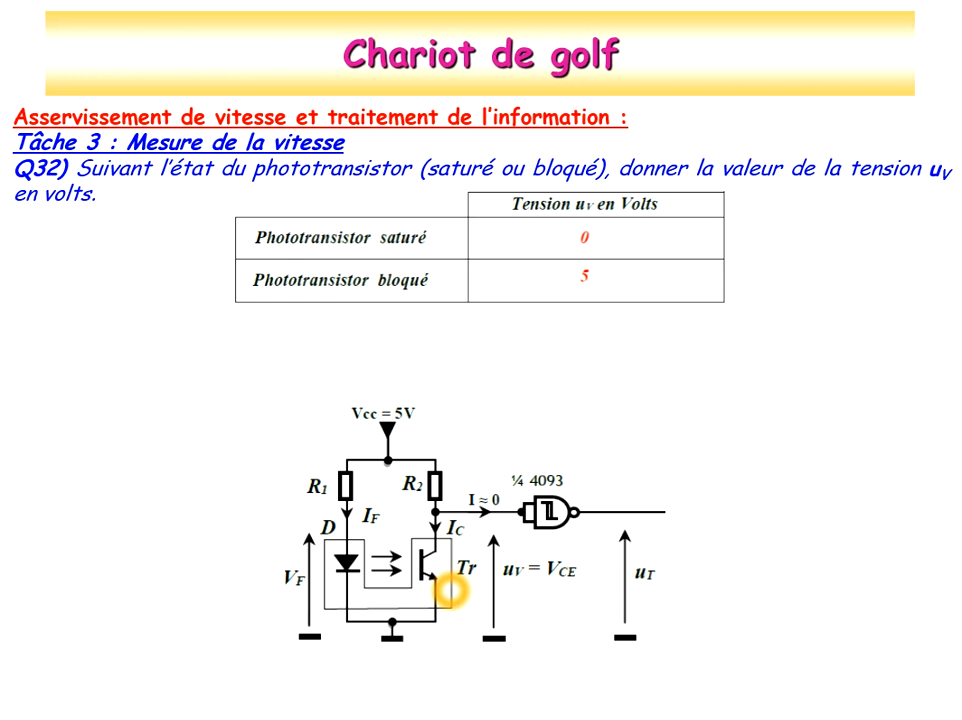 Chariot de golf
Asservissement de vitesse et traitement de l'information :
Tâche 3 : Mesure de la vitesse
Q32) Suivant l'état du phototransistor (saturé ou bloqué), donner la valeur de la tension uV
en volts.
Tension uV en Volts
Phototransistor saturé 0
Phototransistor bloqué 5
Vcc = 5V
R1
R2
¼ 4093
I ≈ 0
D
IF
IC
VF
Tr
uV = VCE
uT